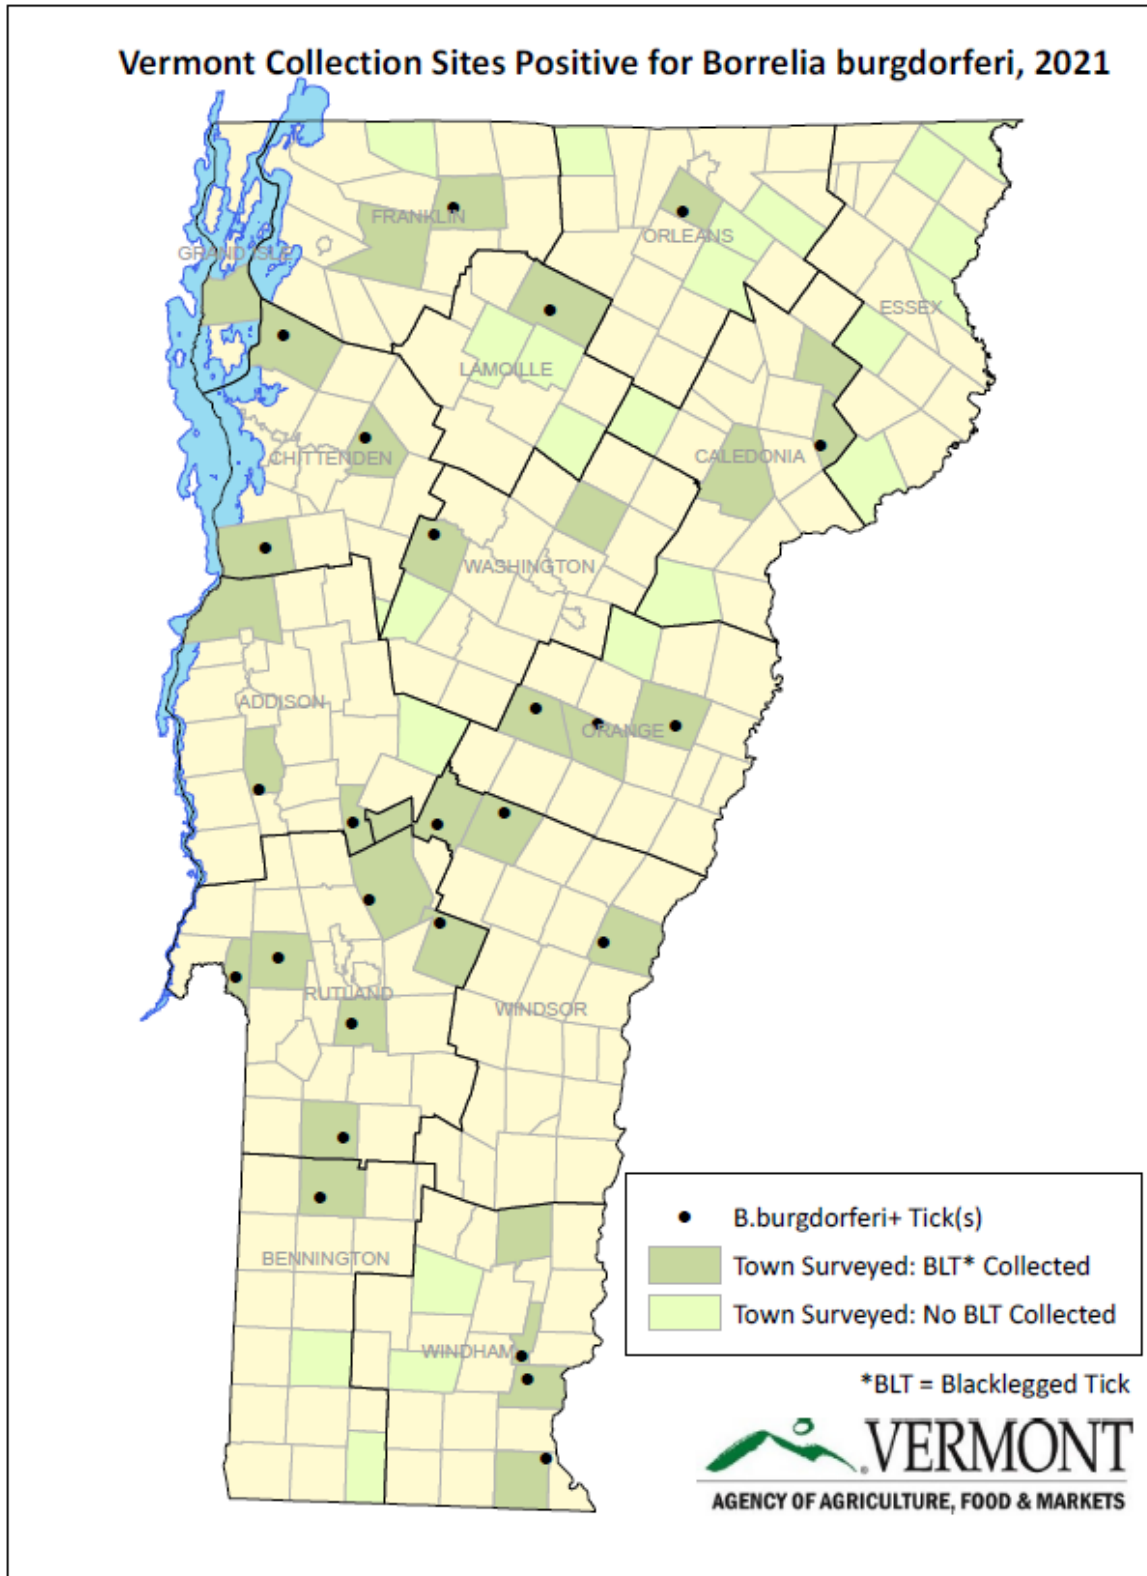 Vermont Collection Sites Positive for Borrelia burgdorferi, 2021
FRANKLIN
ORLEANS
GRAND ISLE
ESSEX
LAMOILLE
CHITTENDEN
CALEDONIA
WASHINGTON
ADDISON
ORANGE
RUTLAND
WINDSOR
BENNINGTON
WINDHAM
B.burgdorferi+ Tick(s)
Town Surveyed: BLT* Collected
Town Surveyed: No BLT Collected
*BLT = Blacklegged Tick
VERMONT
AGENCY OF AGRICULTURE, FOOD & MARKETS